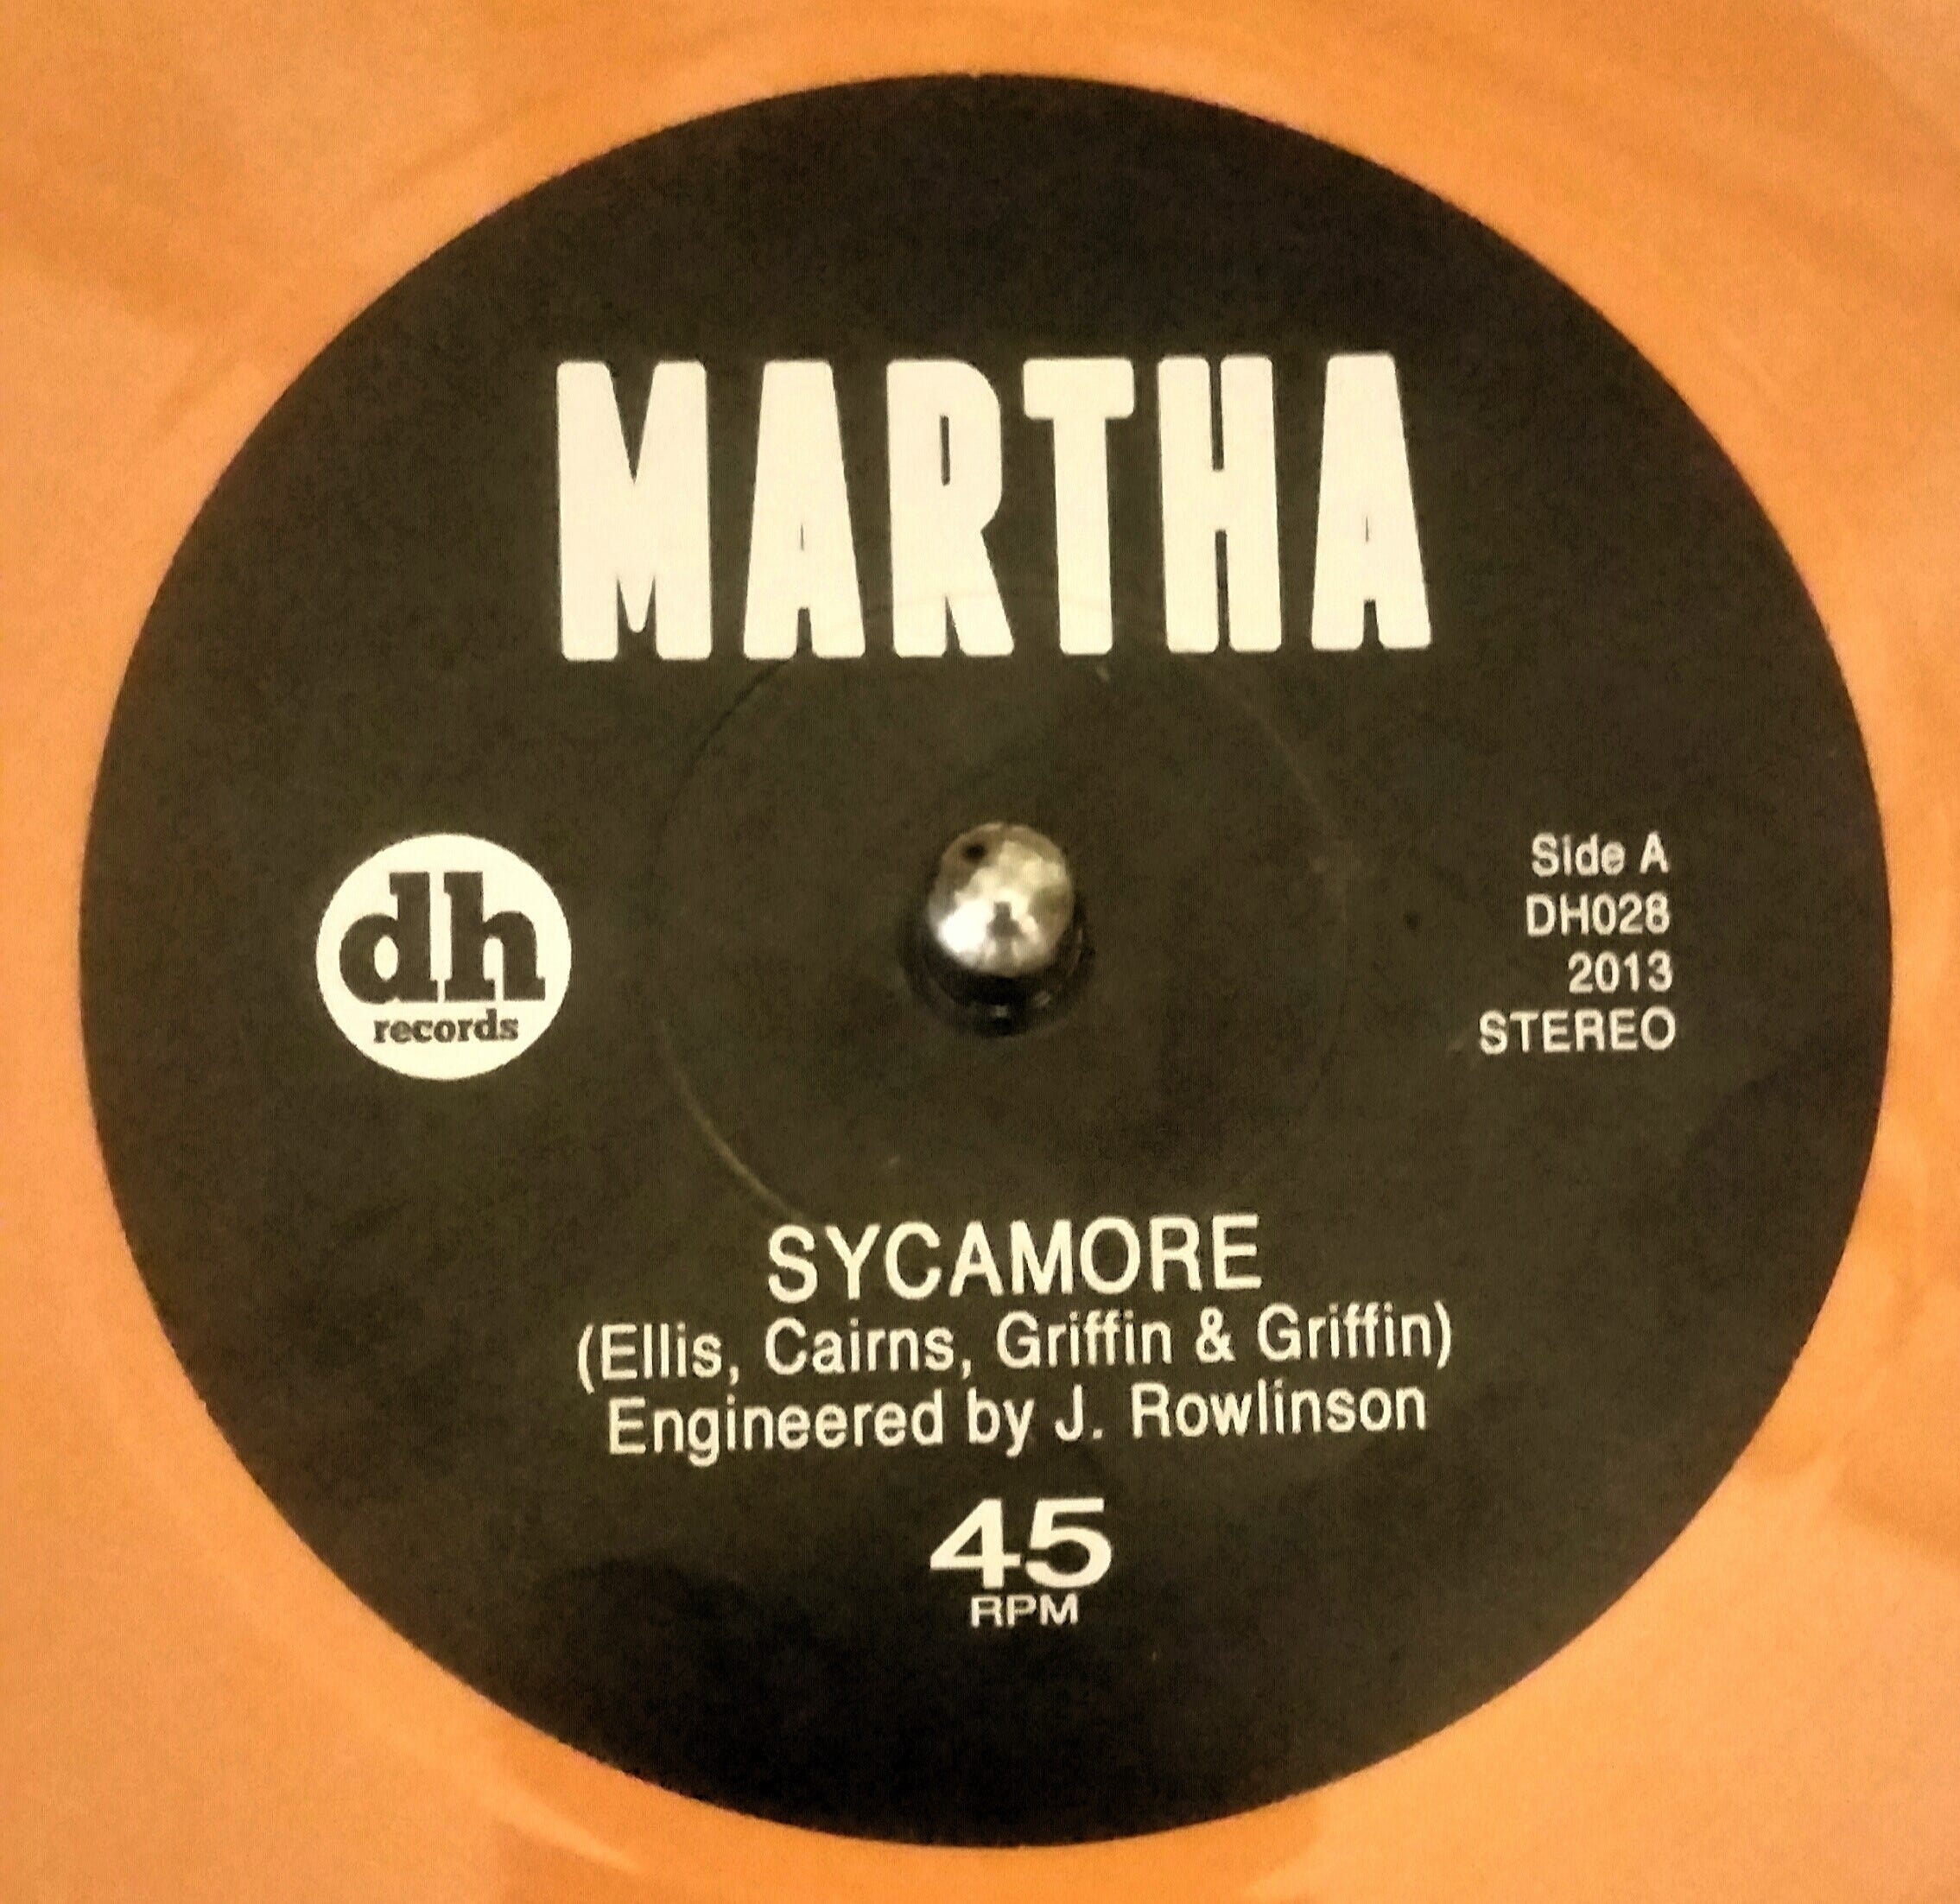 MARTHA
dh
records
Side A
DH028
2013
STEREO
SYCAMORE
(Ellis, Cairns, Griffin & Griffin)
Engineered by J. Rowlinson
45
RPM